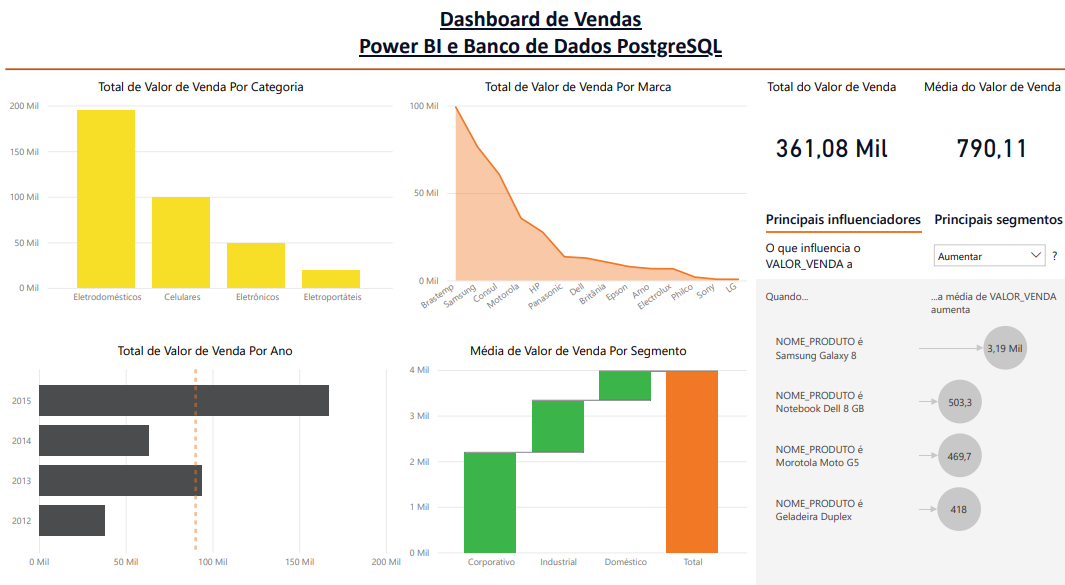 Dashboard de Vendas
Power BI e Banco de Dados PostgreSQL
Total de Valor de Venda Por Categoria
200 Mil
150 Mil
100 Mil
50 Mil
0 Mil
Eletrodomésticos
Celulares
Eletrônicos
Eletroportáteis
Total de Valor de Venda Por Marca
100 Mil
50 Mil
0 Mil
Brastemp
Samsung
Consul
Motorola
HP
Panasonic
Dell
Britânia
Epson
Arno
Electrolux
Philco
Sony
LG
Total do Valor de Venda
361,08 Mil
Média do Valor de Venda
790,11
Total de Valor de Venda Por Ano
2015
2014
2013
2012
0 Mil
50 Mil
100 Mil
150 Mil
200 Mil
Média de Valor de Venda Por Segmento
4 Mil
3 Mil
2 Mil
1 Mil
0 Mil
Corporativo
Industrial
Doméstico
Total
Principais influenciadores
Principais segmentos
O que influencia o
VALOR_VENDA a
Aumentar
?
Quando...
...a média de VALOR_VENDA
aumenta
NOME_PRODUTO é
Samsung Galaxy 8
3,19 Mil
NOME_PRODUTO é
Notebook Dell 8 GB
503,3
NOME_PRODUTO é
Morotola Moto G5
469,7
NOME_PRODUTO é
Geladeira Duplex
418